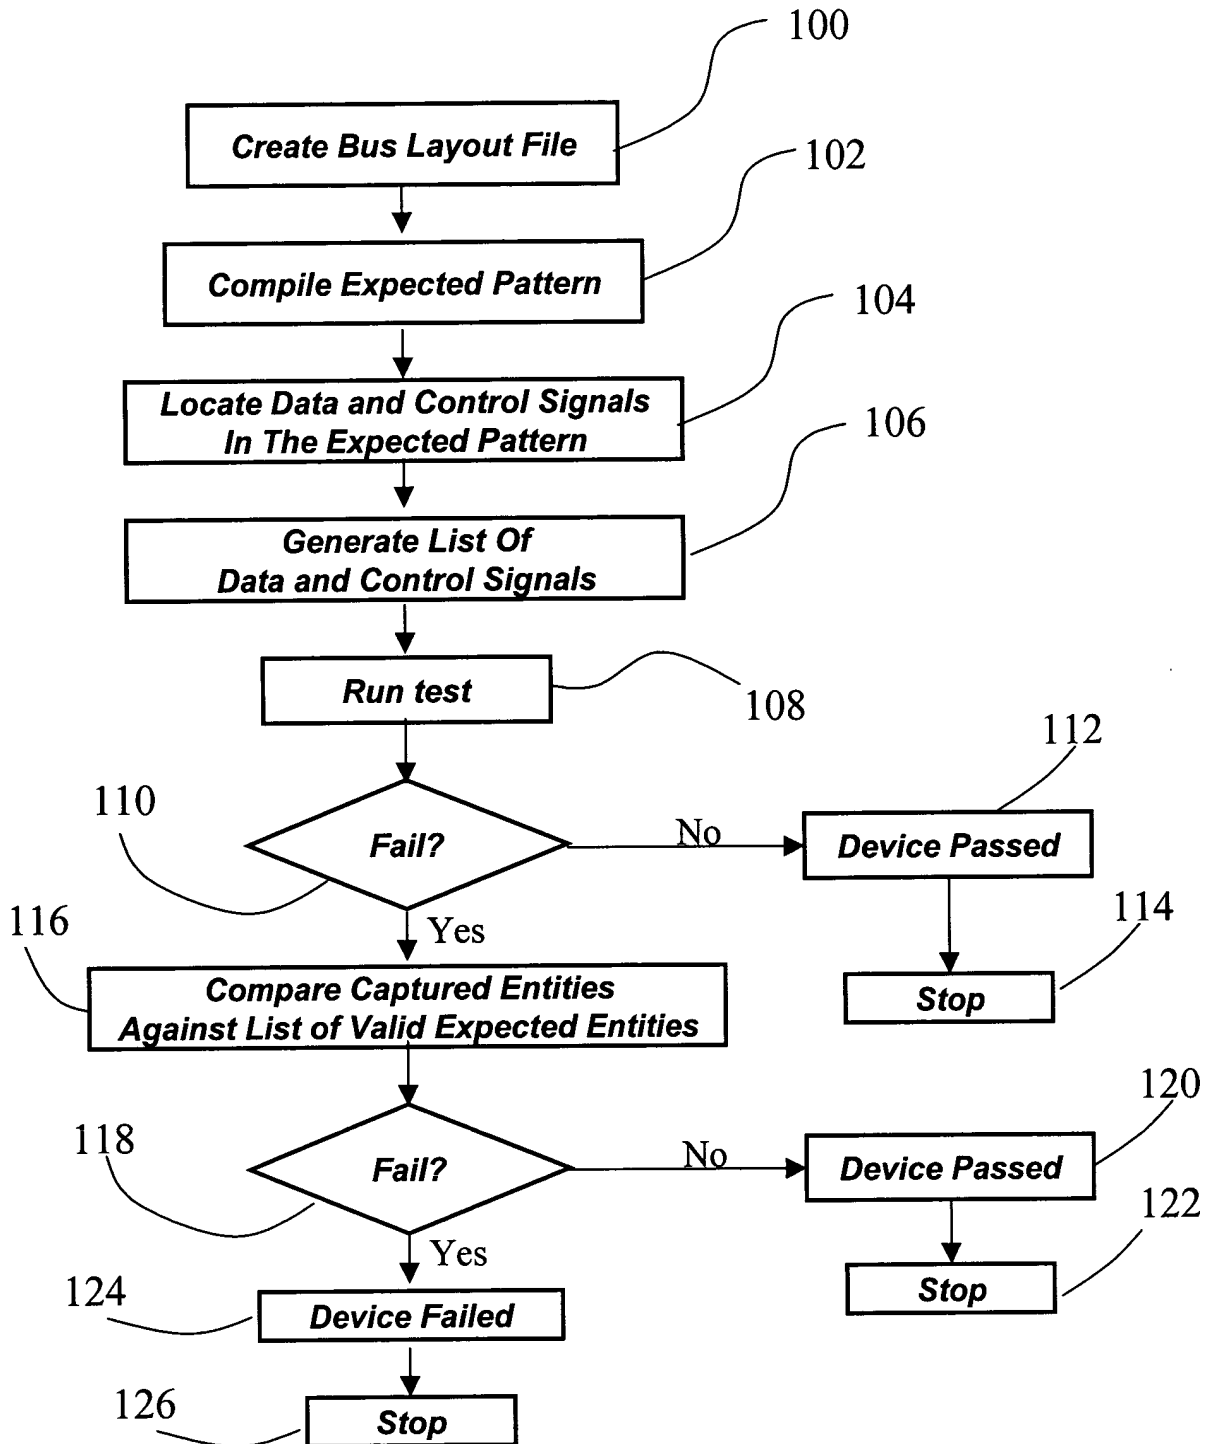 100
Create Bus Layout File
102
Compile Expected Pattern
104
Locate Data and Control Signals
In The Expected Pattern
106
Generate List Of
Data and Control Signals
Run test
108
110
Fail?
No
112
Device Passed
114
Stop
Yes
116
Compare Captured Entities
Against List of Valid Expected Entities
118
Fail?
No
120
Device Passed
122
Stop
Yes
124
Device Failed
126
Stop